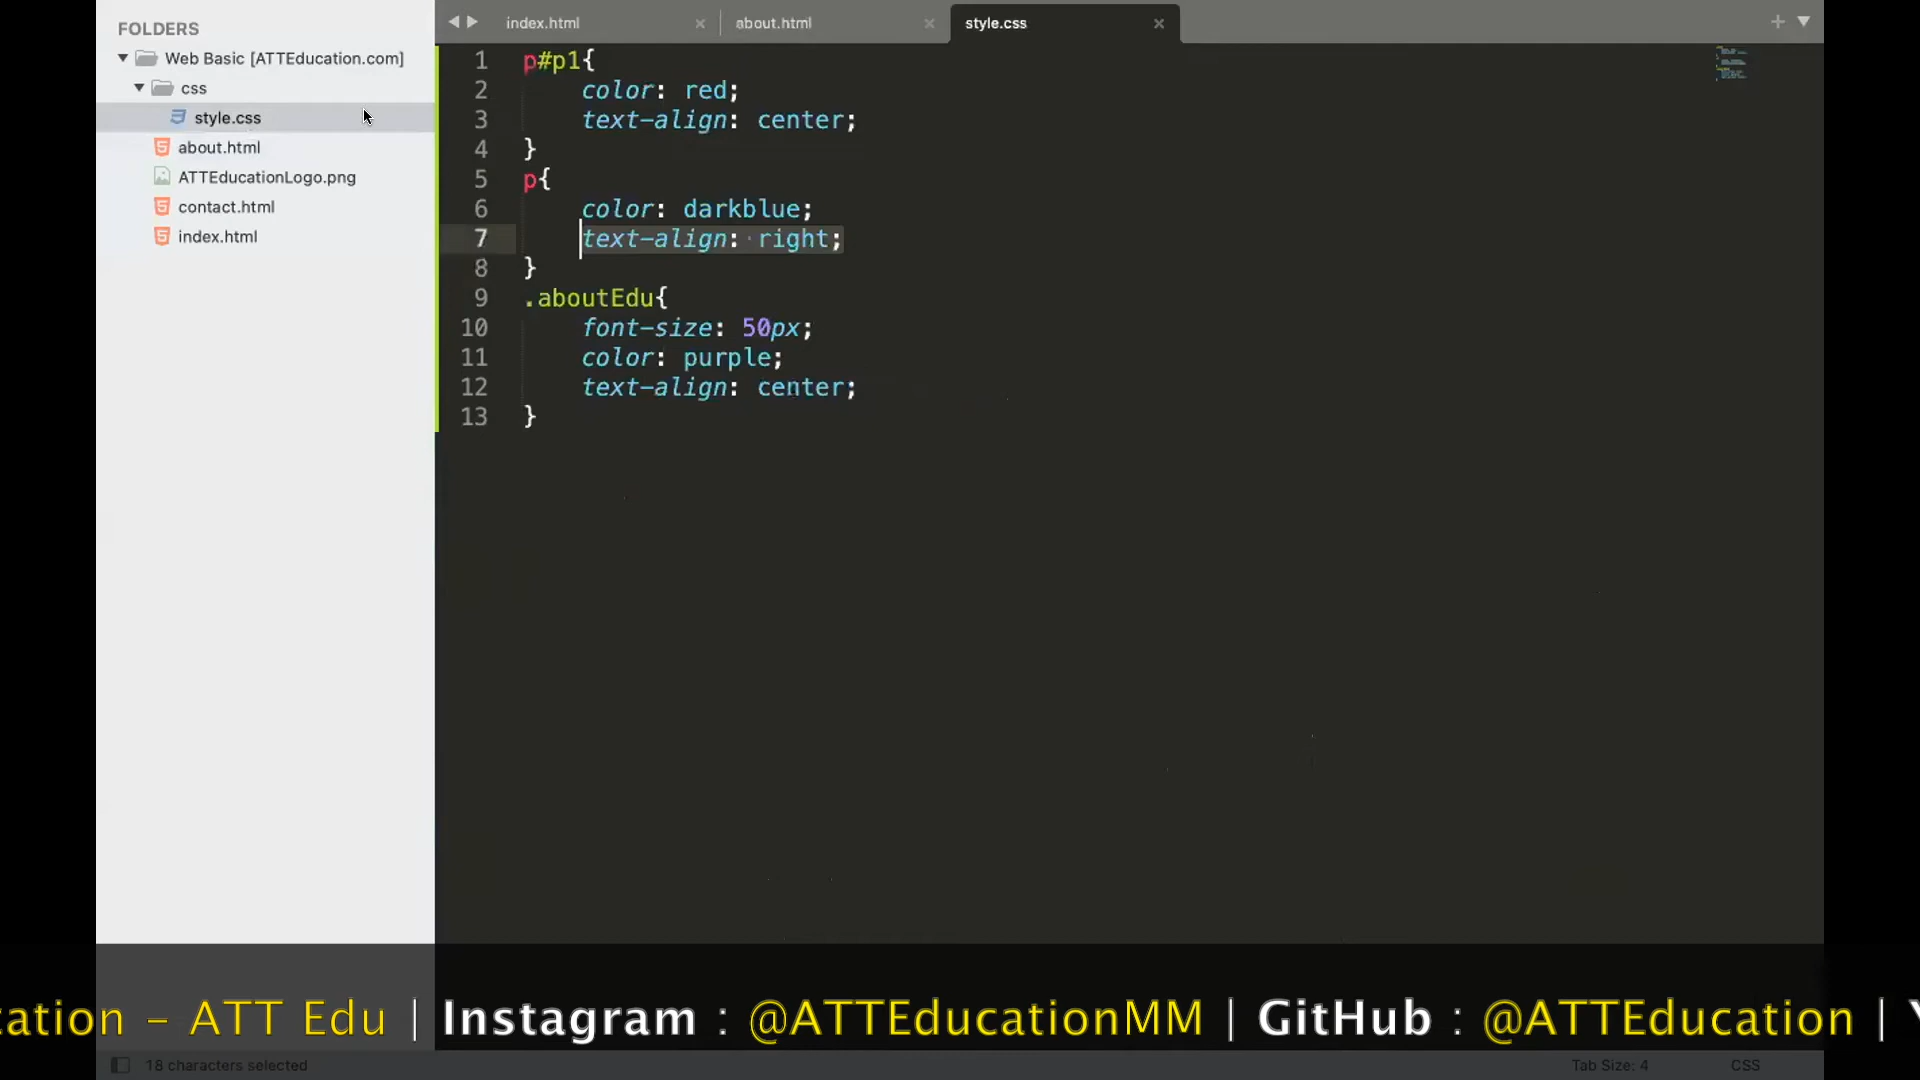 FOLDERS
Web Basic [ATTEducation.com]
css
style.css
about.html
ATTEducationLogo.png
contact.html
index.html
index.html × about.html × style.css ×
1 p#p1{
2 color: red;
3 text-align: center;
4 }
5 p{
6 color: darkblue;
7 text-align: right;
8 }
9 .aboutEdu{
10 font-size: 50px;
11 color: purple;
12 text-align: center;
13 }
cation – ATT Edu | Instagram : @ATTEducationMM | GitHub : @ATTEducation |
18 characters selected
Tab Size: 4 CSS